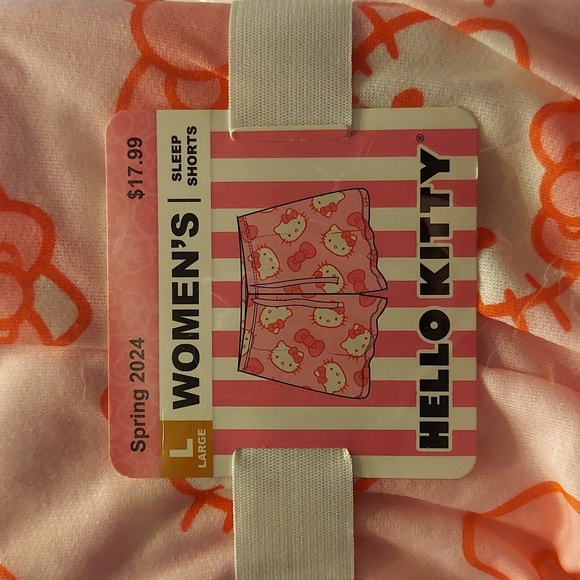 Spring 2024 $17.99
L
LARGE
WOMEN'S | SLEEP
SHORTS
HELLO KITTY®